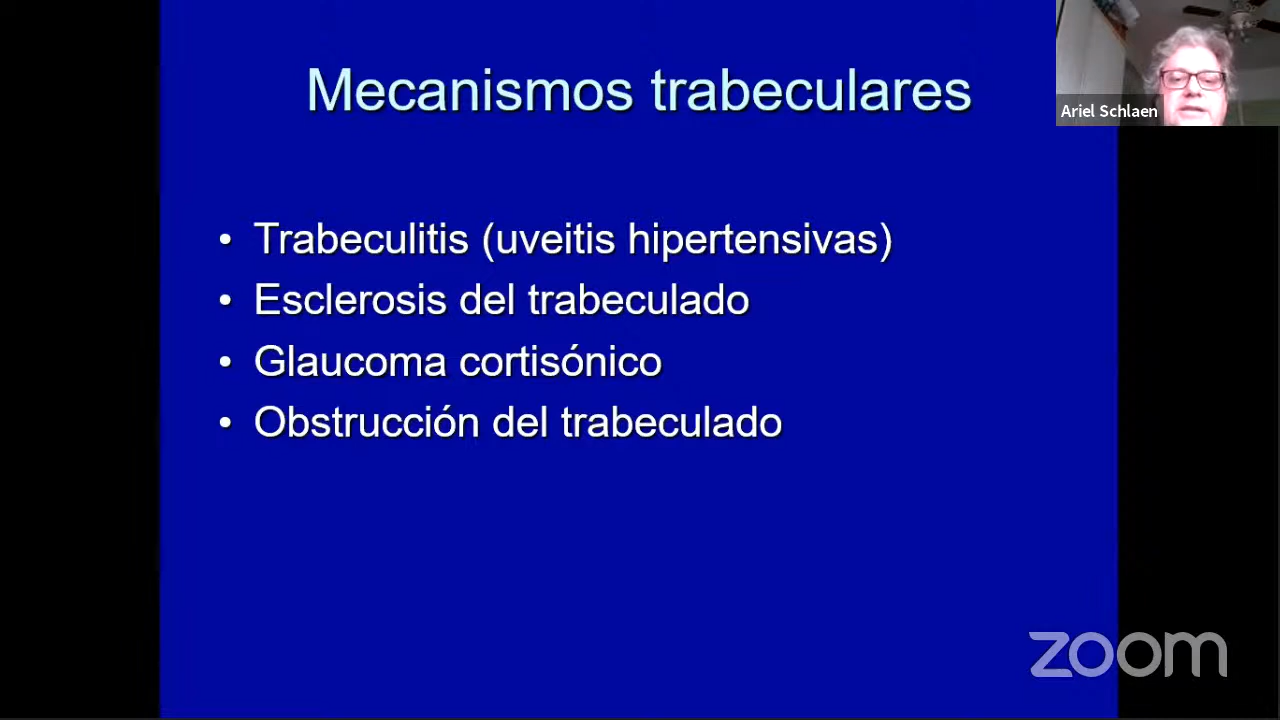 Mecanismos trabeculares
Ariel Schlaen
• Trabeculitis (uveitis hipertensivas)
• Esclerosis del trabeculado
• Glaucoma cortisónico
• Obstrucción del trabeculado
zoom